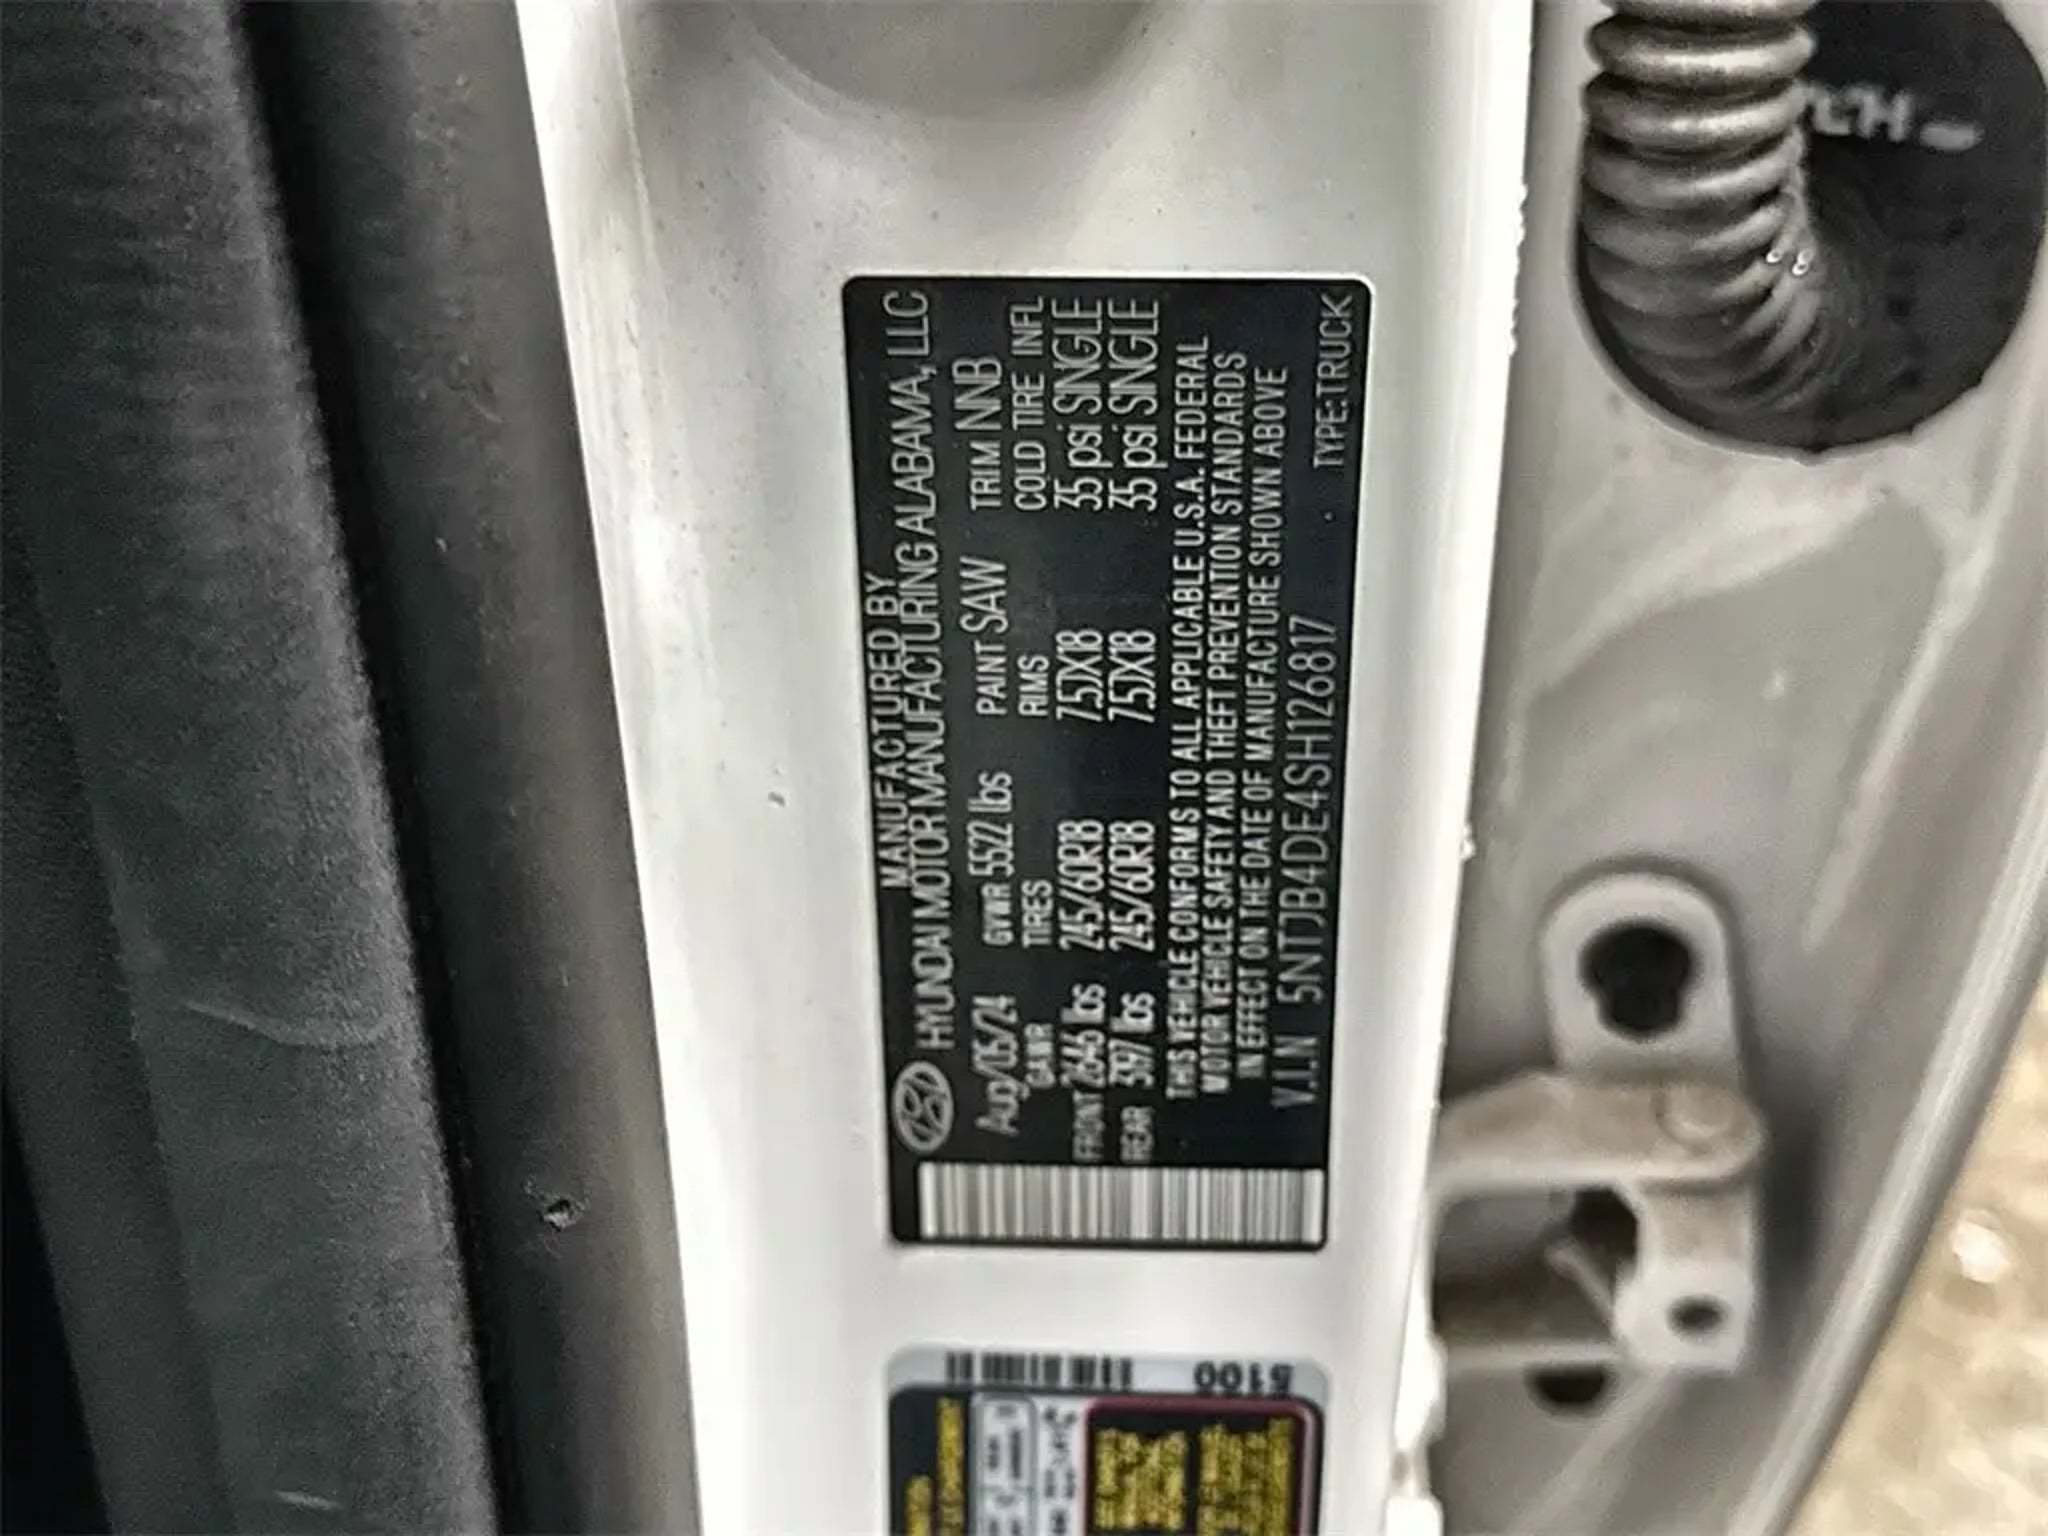 MANUFACTURED BY
HYUNDAI MOTOR MANUFACTURING ALABAMA, LLC
Aug/05/24 GVWR 5522 lbs PAINT SAW TRIM NNB
GAWR TIRES RIMS COLD TIRE INFL
FRONT 2646 lbs 245/60R18 7.5JX18 35 psi SINGLE
REAR 3197 lbs 245/60R18 7.5JX18 35 psi SINGLE
THIS VEHICLE CONFORMS TO ALL APPLICABLE U.S.A. FEDERAL
MOTOR VEHICLE SAFETY AND THEFT PREVENTION STANDARDS
IN EFFECT ON THE DATE OF MANUFACTURE SHOWN ABOVE
V.I.N 5NTJB4DE4SH126817
TYPE:TRUCK
5100